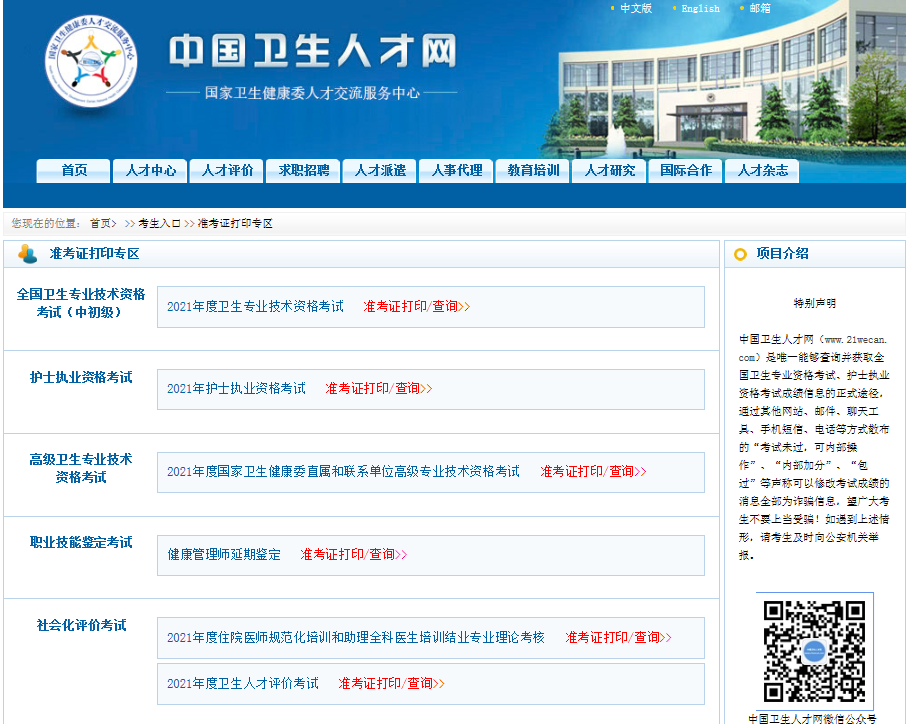 中文版 English 邮箱
国家卫生健康委人才交流服务中心
中国卫生人才网
国家卫生健康委人才交流服务中心
首页 人才中心 人才评价 求职招聘 人才派遣 人事代理 教育培训 人才研究 国际合作 人才杂志
您现在的位置: 首页> >> 考生入口 >> 准考证打印专区
准考证打印专区
全国卫生专业技术资格
考试（中初级）
2021年度卫生专业技术资格考试 准考证打印/查询>>
护士执业资格考试
2021年护士执业资格考试 准考证打印/查询>>
高级卫生专业技术
资格考试
2021年度国家卫生健康委直属和联系单位高级专业技术资格考试 准考证打印/查询>>
职业技能鉴定考试
健康管理师延期鉴定 准考证打印/查询>>
社会化评价考试
2021年度住院医师规范化培训和助理全科医生培训结业专业理论考核 准考证打印/查询>>
2021年度卫生人才评价考试 准考证打印/查询>>
项目介绍
特别声明
中国卫生人才网（www.21wecan.
com）是唯一能够查询并获取全
国卫生专业资格考试、护士执业
资格考试成绩信息的正式途径，
通过其他网站、邮件、聊天工
具、手机短信、电话等方式散布
的“考试未过，可内部操
作”、“内部加分”、“包
过”等声称可以修改考试成绩的
消息全部为诈骗信息，望广大考
生不要上当受骗！如遇到上述情
形，请考生及时向公安机关举
报。
中国卫生人才网微信公众号